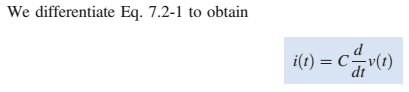 We differentiate Eq. 7.2-1 to obtain
i(t) = C d/dt v(t)